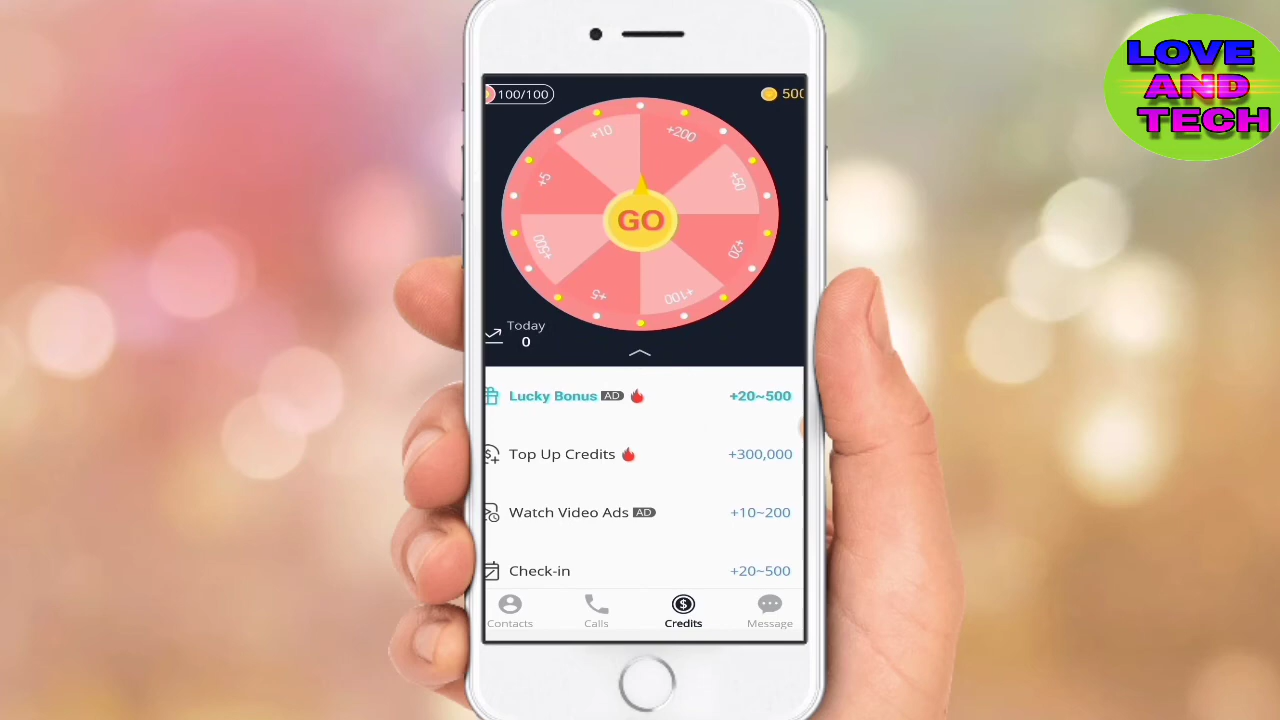 LOVE
AND
TECH
100/100
500
+10
+200
+5
+50
GO
+500
+20
+5
+100
Today
0
Lucky Bonus AD +20~500
Top Up Credits +300,000
Watch Video Ads AD +10~200
Check-in +20~500
Contacts
Calls
Credits
Message